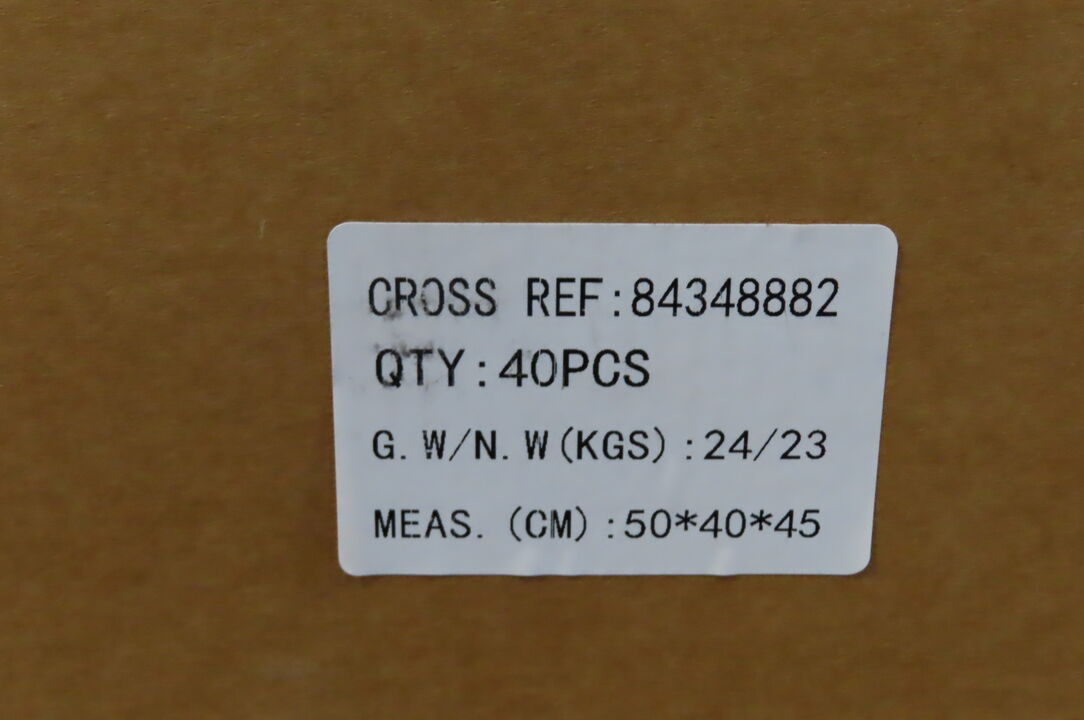 CROSS REF:84348882
QTY:40PCS
G.W/N.W(KGS):24/23
MEAS.(CM):50*40*45